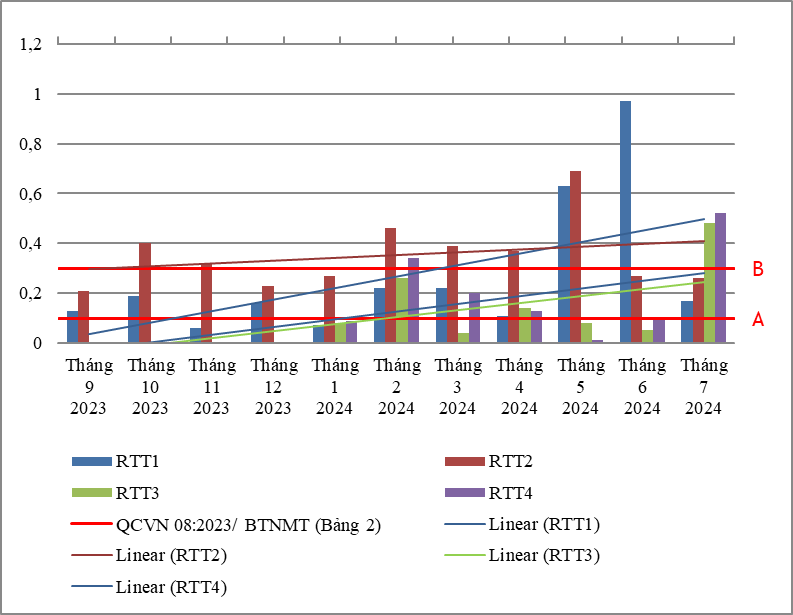 1,2
1
0,8
0,6
0,4
0,2
0
B
A
Tháng 9 2023
Tháng 10 2023
Tháng 11 2023
Tháng 12 2023
Tháng 1 2024
Tháng 2 2024
Tháng 3 2024
Tháng 4 2024
Tháng 5 2024
Tháng 6 2024
Tháng 7 2024
RTT1
RTT2
RTT3
RTT4
QCVN 08:2023/ BTNMT (Bảng 2)
Linear (RTT1)
Linear (RTT2)
Linear (RTT3)
Linear (RTT4)